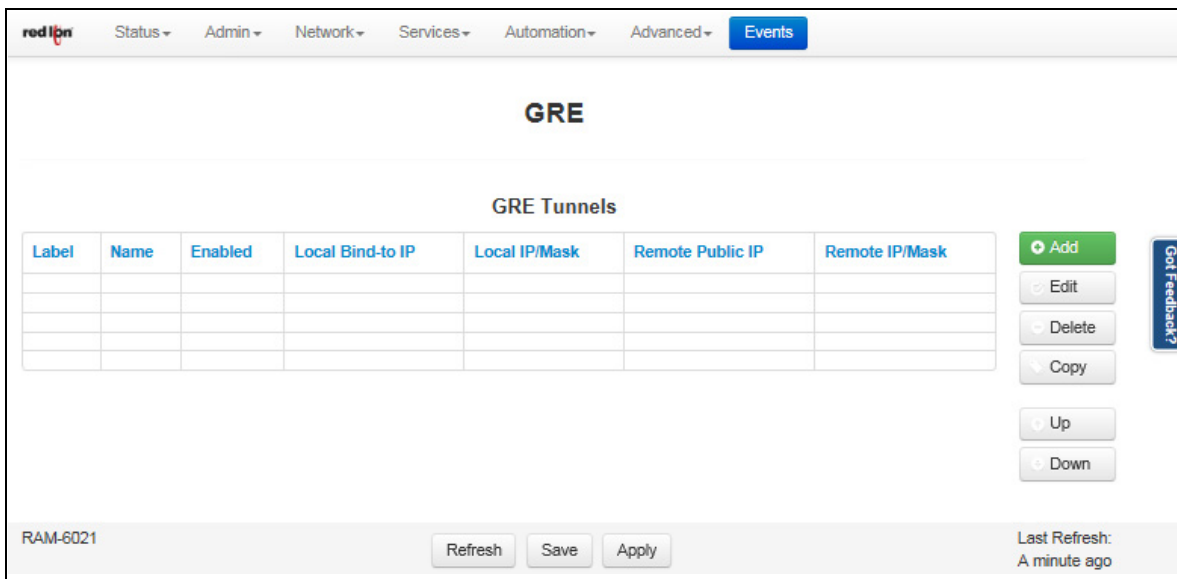 red lion Status Admin Network Services Automation Advanced Events
GRE
GRE Tunnels
Label Name Enabled Local Bind-to IP Local IP/Mask Remote Public IP Remote IP/Mask
Add
Edit
Delete
Copy
Up
Down
Got Feedback?
RAM-6021
Refresh Save Apply
Last Refresh:
A minute ago